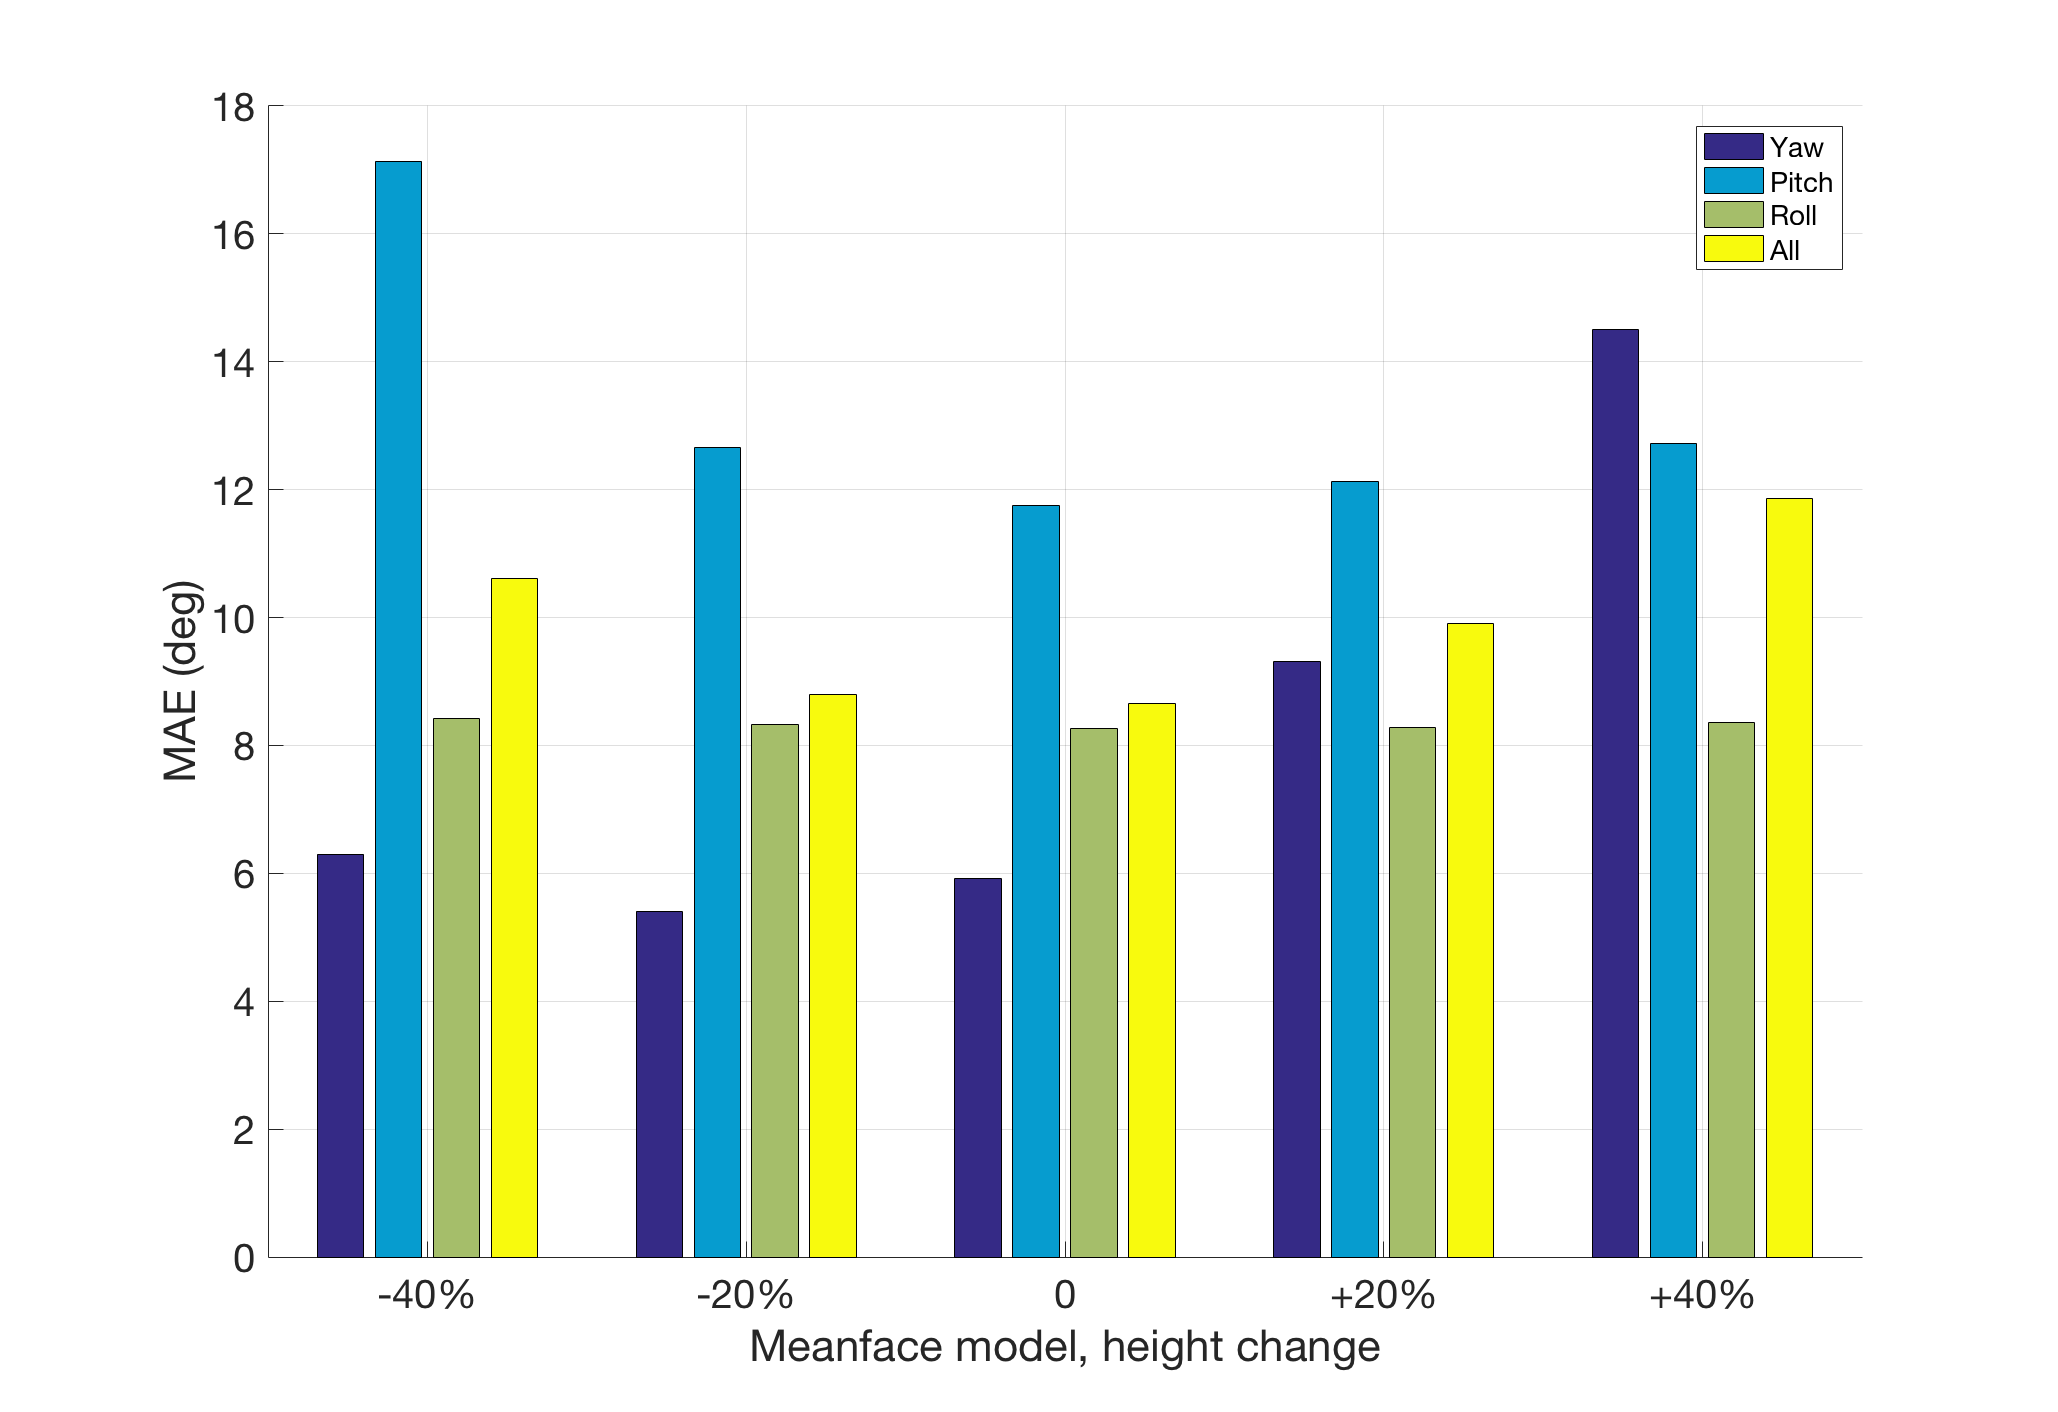 18
16
14
12
10
8
6
4
2
0
MAE (deg)
Yaw
Pitch
Roll
All
-40%
-20%
0
+20%
+40%
Meanface model, height change